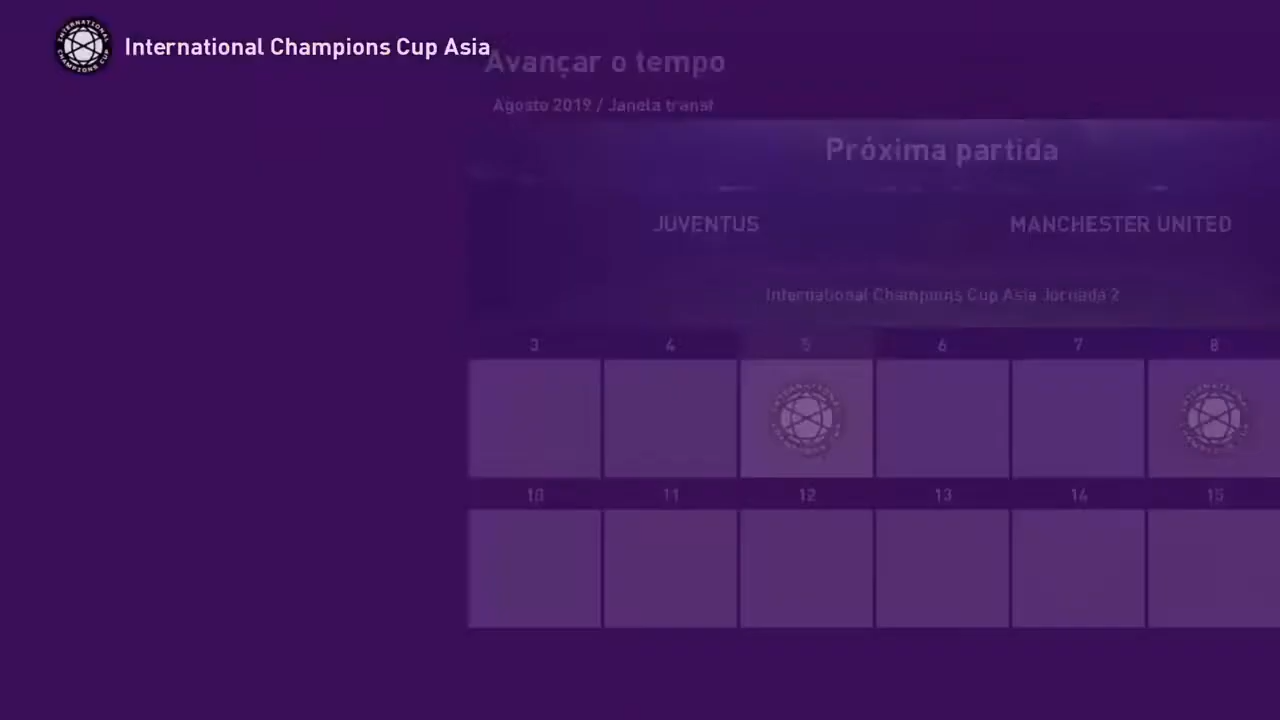 International Champions Cup Asia
Avançar o tempo
Agosto 2019 / Janela transf
Próxima partida
JUVENTUS
MANCHESTER UNITED
International Champions Cup Asia Jornada 2
3 4 5 6 7 8
10 11 12 13 14 15